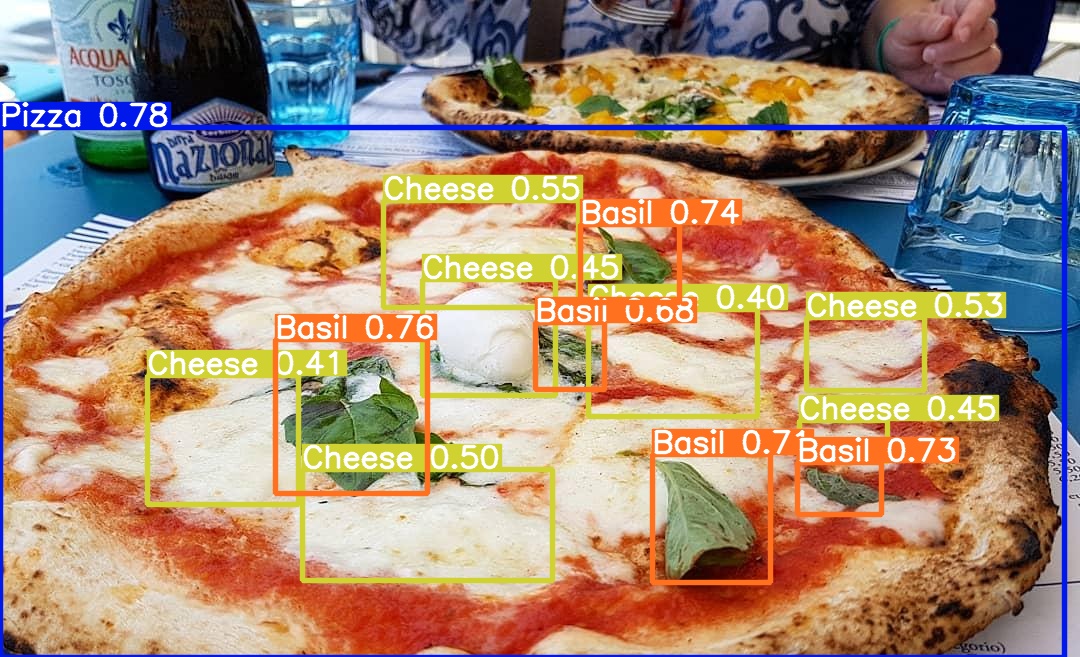 ACQUA
TOSC
Pizza 0.78
Nazional
Cheese 0.55
Basil 0.74
Cheese 0.45
Cheese 0.40
Basil 0.68
Cheese 0.53
Basil 0.76
Cheese 0.41
Cheese 0.45
Basil 0.71
Basil 0.73
Cheese 0.50
egorio)